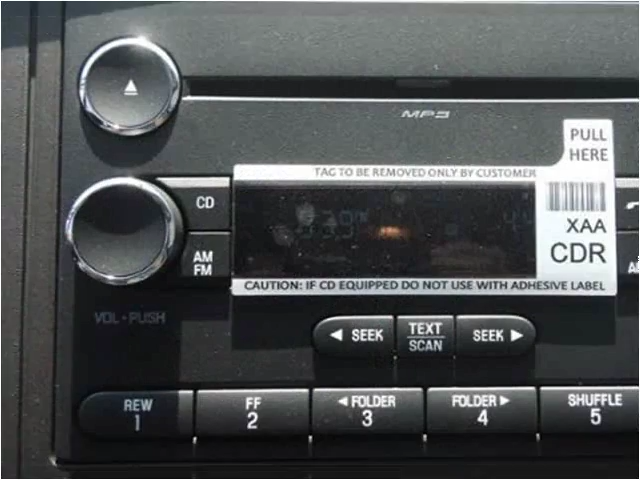 MP3
PULL
HERE
TAG TO BE REMOVED ONLY BY CUSTOMER
CD
XAA
CDR
AM
FM
CAUTION: IF CD EQUIPPED DO NOT USE WITH ADHESIVE LABEL
VOL - PUSH
◄ SEEK
TEXT
SCAN
SEEK ►
REW
1
FF
2
◄ FOLDER
3
FOLDER ►
4
SHUFFLE
5